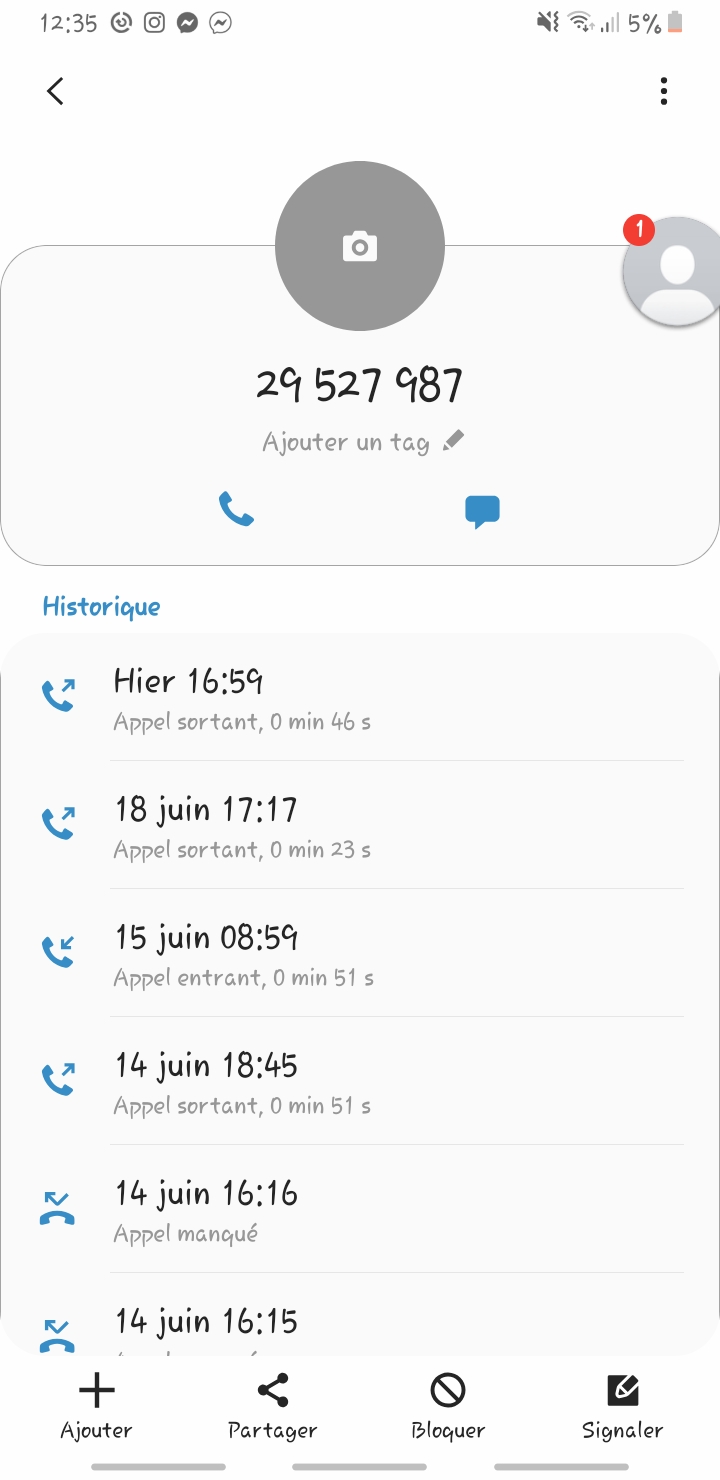 12:35 5%
1
29 527 987
Ajouter un tag
Historique
Hier 16:59
Appel sortant, 0 min 46 s
18 juin 17:17
Appel sortant, 0 min 23 s
15 juin 08:59
Appel entrant, 0 min 51 s
14 juin 18:45
Appel sortant, 0 min 51 s
14 juin 16:16
Appel manqué
14 juin 16:15
Ajouter Partager Bloquer Signaler